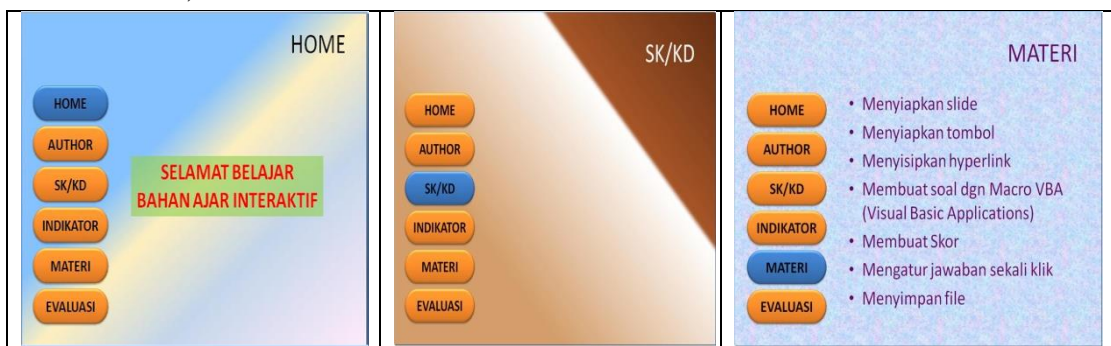 HOME
HOME
AUTHOR
SK/KD
INDIKATOR
MATERI
EVALUASI
SELAMAT BELAJAR
BAHAN AJAR INTERAKTIF
SK/KD
HOME
AUTHOR
SK/KD
INDIKATOR
MATERI
EVALUASI
MATERI
HOME
AUTHOR
SK/KD
INDIKATOR
MATERI
EVALUASI
• Menyiapkan slide
• Menyiapkan tombol
• Menyisipkan hyperlink
• Membuat soal dgn Macro VBA
(Visual Basic Applications)
• Membuat Skor
• Mengatur jawaban sekali klik
• Menyimpan file